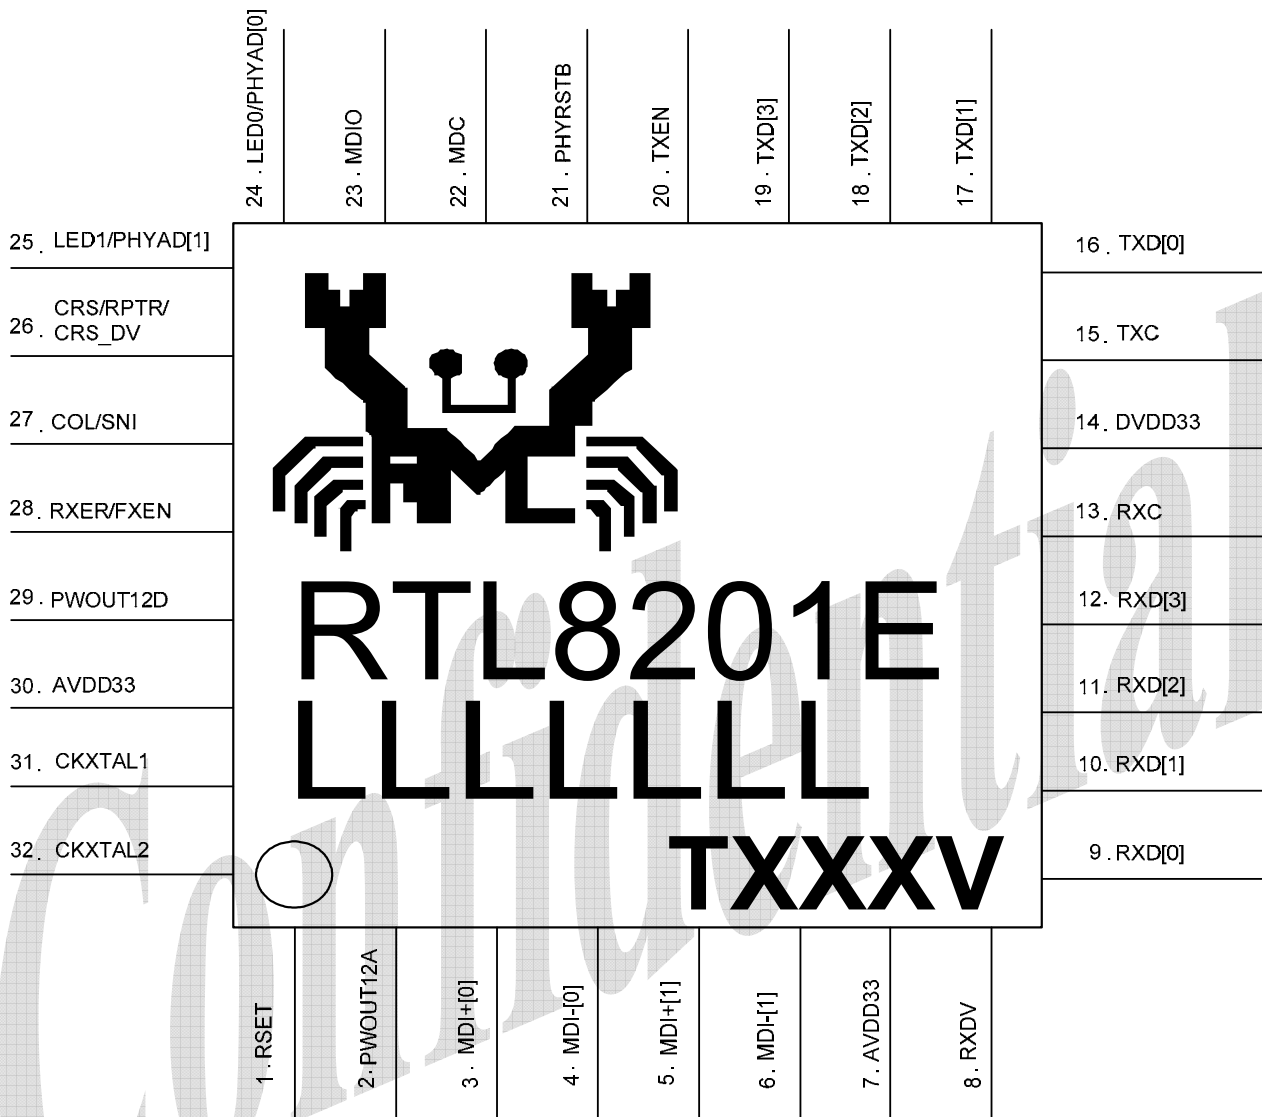 24 . LED0/PHYAD[0]
23 . MDIO
22 . MDC
21 . PHYRSTB
20 . TXEN
19 . TXD[3]
18 . TXD[2]
17 . TXD[1]
25 . LED1/PHYAD[1]
26 . CRS/RPTR/
CRS_DV
27 . COL/SNI
28 . RXER/FXEN
29 . PWOUT12D
30 . AVDD33
31 . CKXTAL1
32 . CKXTAL2
16 . TXD[0]
15 . TXC
14 . DVDD33
13 . RXC
12 . RXD[3]
11 . RXD[2]
10 . RXD[1]
9 . RXD[0]
RTL8201E
LLLLLLL
TXXXV
1 . RSET
2 . PWOUT12A
3 . MDI+[0]
4 . MDI-[0]
5 . MDI+[1]
6 . MDI-[1]
7 . AVDD33
8 . RXDV
Confidential